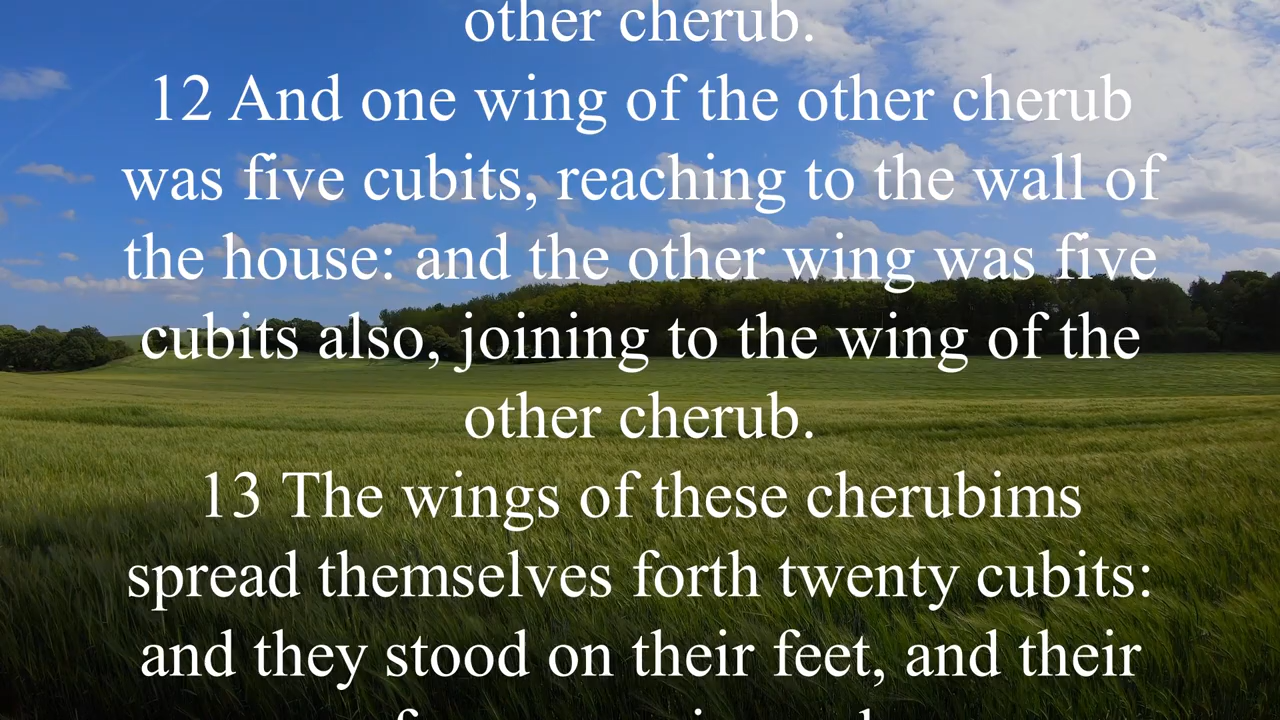 other cherub.
12 And one wing of the other cherub
was five cubits, reaching to the wall of
the house: and the other wing was five
cubits also, joining to the wing of the
other cherub.
13 The wings of these cherubims
spread themselves forth twenty cubits:
and they stood on their feet, and their